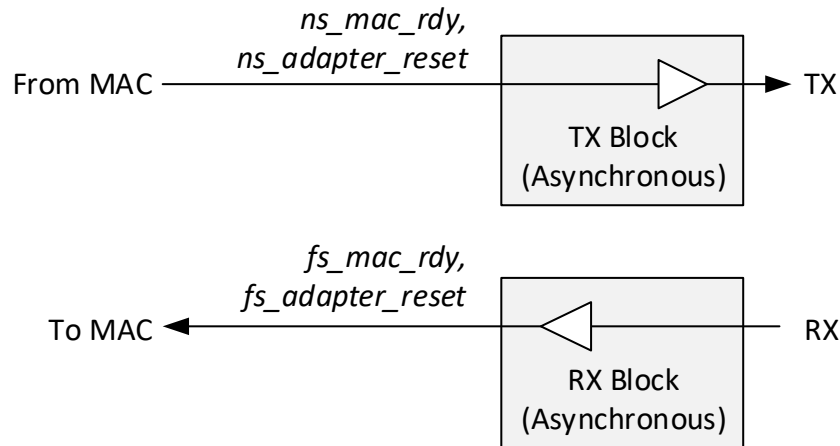 ns_mac_rdy,
ns_adapter_reset
From MAC
TX
TX Block
(Asynchronous)
fs_mac_rdy,
fs_adapter_reset
To MAC
RX
RX Block
(Asynchronous)